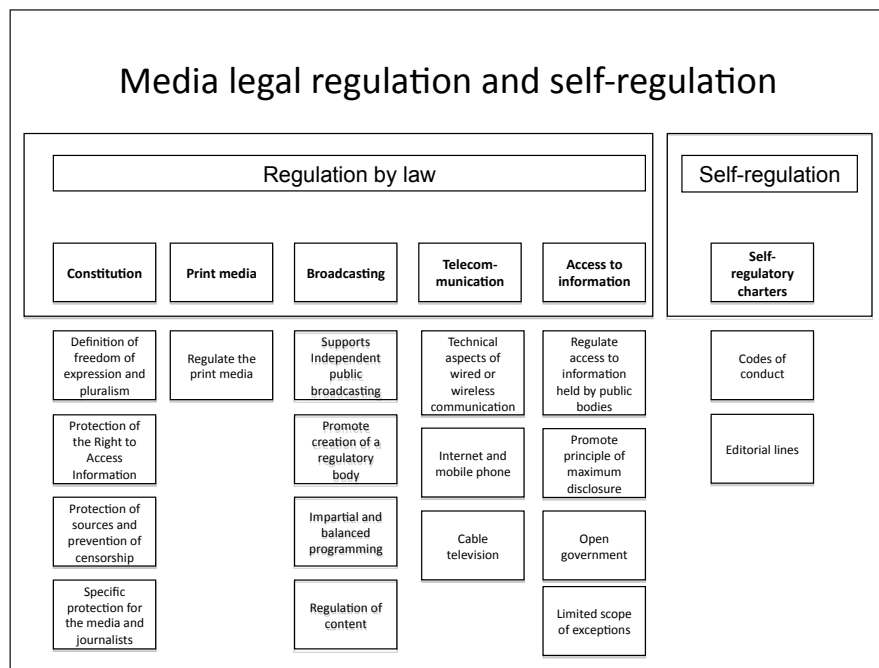 Media legal regulation and self-regulation
Regulation by law
Self-regulation
Constitution
Print media
Broadcasting
Telecom-
munication
Access to
information
Self-
regulatory
charters
Definition of
freedom of
expression and
pluralism
Protection
of the Right to
Access
Information
Protection of
sources and
prevention of
censorship
Specific
protection for
the media and
journalists
Regulate the
print media
Supports
Independent
public
broadcasting
Promote
creation of a
regulatory
body
Impartial and
balanced
programming
Regulation of
content
Technical
aspects of
wired or
wireless
communication
Internet and
mobile phone
Cable
television
Regulate
access to
information
held by public
bodies
Promote
principle of
maximum
disclosure
Open
government
Limited scope
of exceptions
Codes of
conduct
Editorial lines